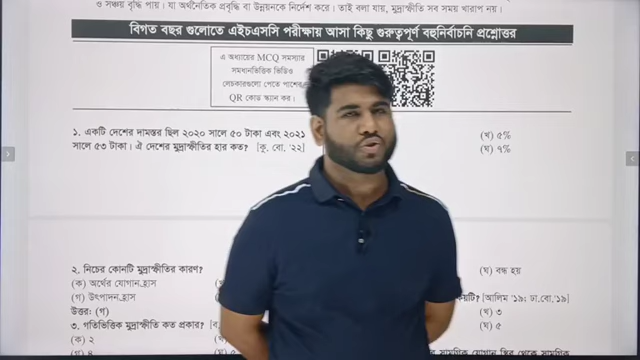 ও সঞ্চয় বৃদ্ধি পায়। যা অর্থনৈতিক প্রবৃদ্ধি বা উন্নয়নকে নির্দেশ করে। তাই বলা যায়, মুদ্রাস্ফীতি সব সময় খারাপ নয়।
বিগত বছর গুলোতে এইচএসসি পরীক্ষায় আসা কিছু গুরুত্বপূর্ণ বহুনির্বাচনি প্রশ্নোত্তর
এ অধ্যায়ের MCQ সমস্যার
সমাধানভিত্তিক ভিডিও
লেকচারগুলো পেতে পাশের
QR কোড স্ক্যান কর।
১. একটি দেশের দামস্তর ছিল ২০২০ সালে ৫০ টাকা এবং ২০২১
সালে ৫৩ টাকা। ঐ দেশের মুদ্রাস্ফীতির হার কত? [কু. বো. '২২]
(খ) ৫%
(ঘ) ৭%
২. নিচের কোনটি মুদ্রাস্ফীতির কারণ?
(ক) অর্থের যোগান হ্রাস
(গ) উৎপাদন হ্রাস
(ঘ) বন্ধ হয়
উত্তর: (গ)
৩. গতিভিত্তিক মুদ্রাস্ফীতি কত প্রকার?
(ক) ২
(গ) ৪
[আলিম '১৯; ঢা.বো.'১৯]
(খ) ৩
(ঘ) ৫
সামগ্রিক যোগান স্থির থেকে সামগ্রিক